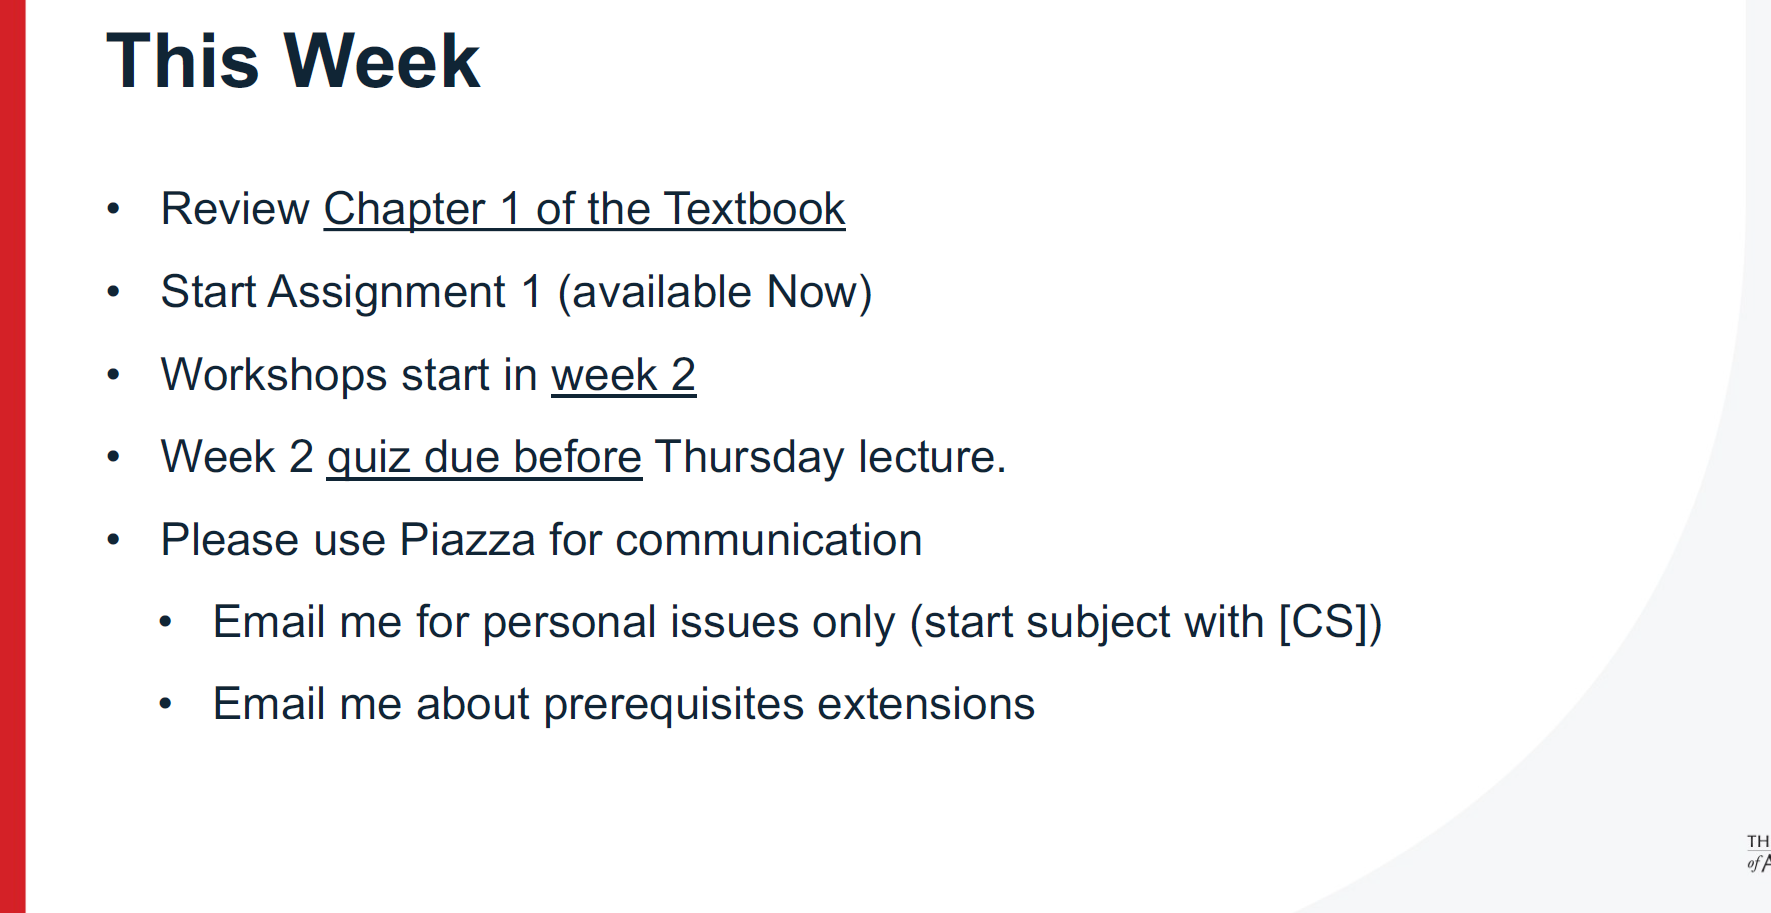 This Week
• Review Chapter 1 of the Textbook
• Start Assignment 1 (available Now)
• Workshops start in week 2
• Week 2 quiz due before Thursday lecture.
• Please use Piazza for communication
• Email me for personal issues only (start subject with [CS])
• Email me about prerequisites extensions
TH
of A